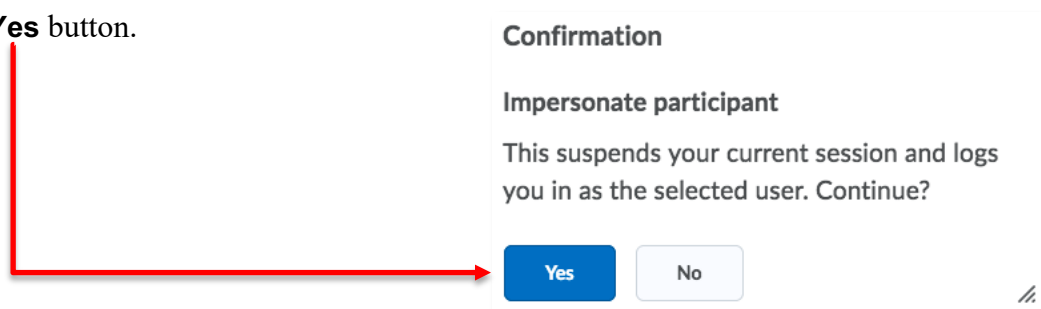 Yes button.
Confirmation
Impersonate participant
This suspends your current session and logs
you in as the selected user. Continue?
Yes
No